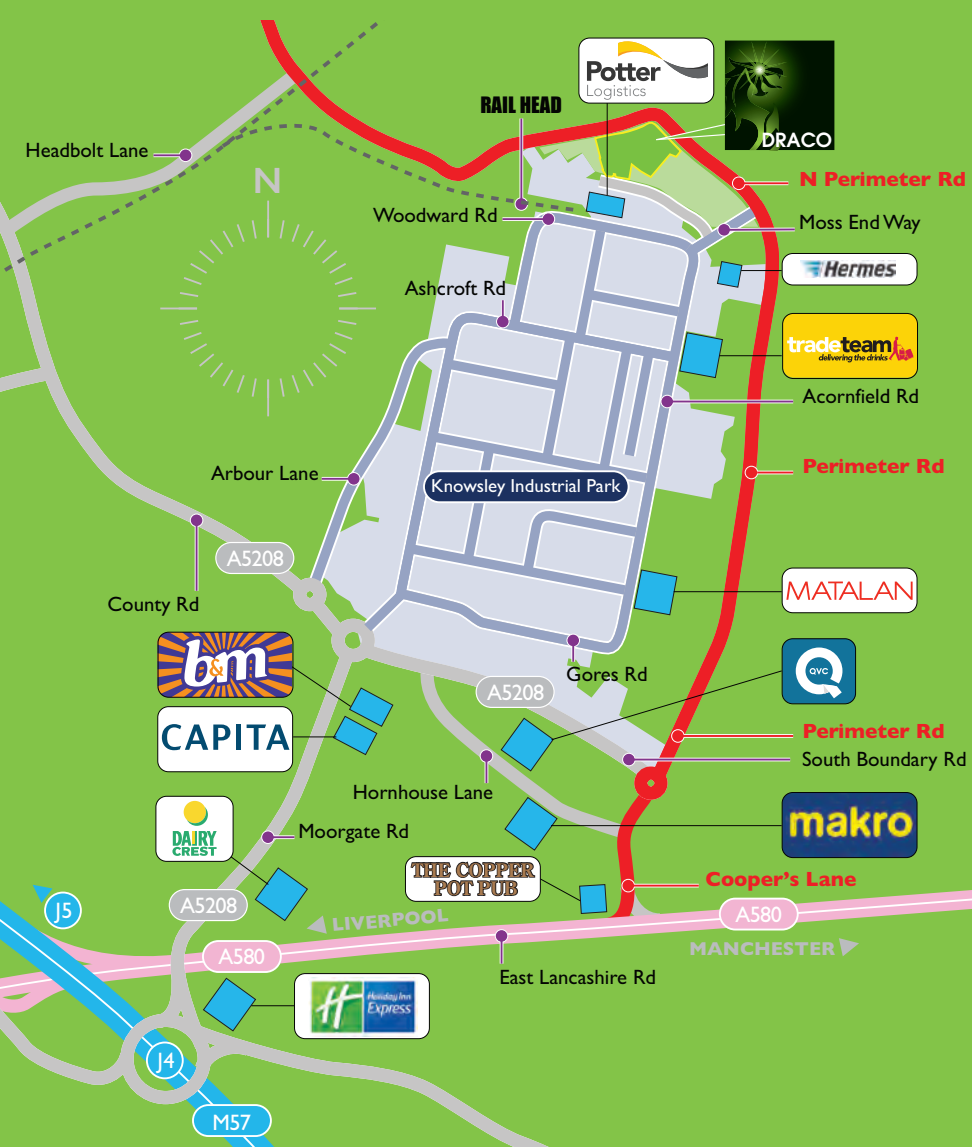 Potter
Logistics
DRACO
RAIL HEAD
Headbolt Lane
N
N Perimeter Rd
Woodward Rd
Moss End Way
Hermes
Ashcroft Rd
tradeteam
delivering the drinks
Acornfield Rd
Perimeter Rd
Arbour Lane
Knowsley Industrial Park
A5208
County Rd
MATALAN
b&m
QVC
Gores Rd
A5208
CAPITA
Perimeter Rd
South Boundary Rd
Hornhouse Lane
makro
Moorgate Rd
DAIRY
CREST
THE COPPER
POT PUB
Cooper's Lane
A5208
J5
LIVERPOOL
A580
A580
MANCHESTER
East Lancashire Rd
H
Holiday Inn
Express
J4
M57